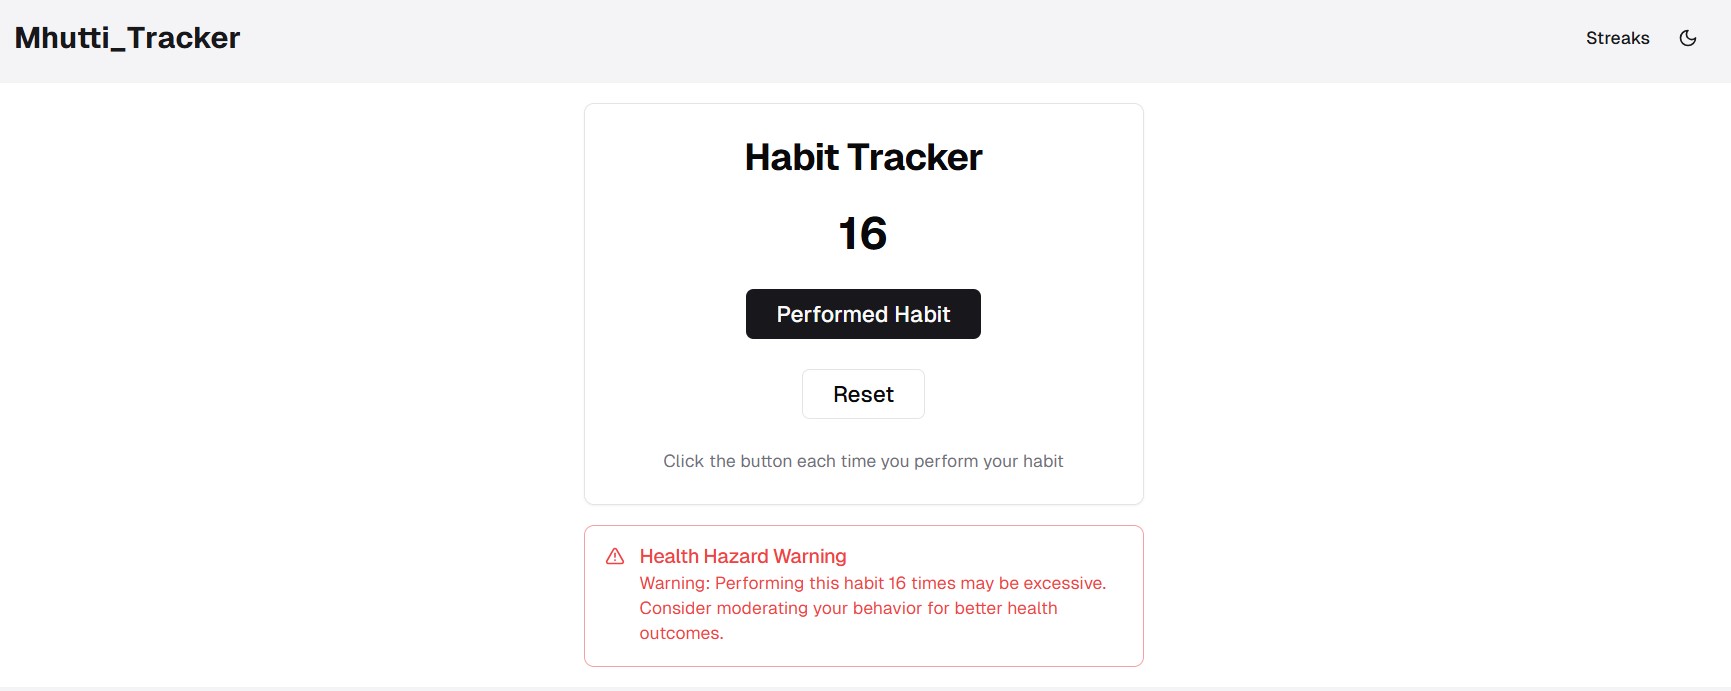 Mhutti_Tracker
Streaks
Habit Tracker
16
Performed Habit
Reset
Click the button each time you perform your habit
Health Hazard Warning
Warning: Performing this habit 16 times may be excessive.
Consider moderating your behavior for better health
outcomes.